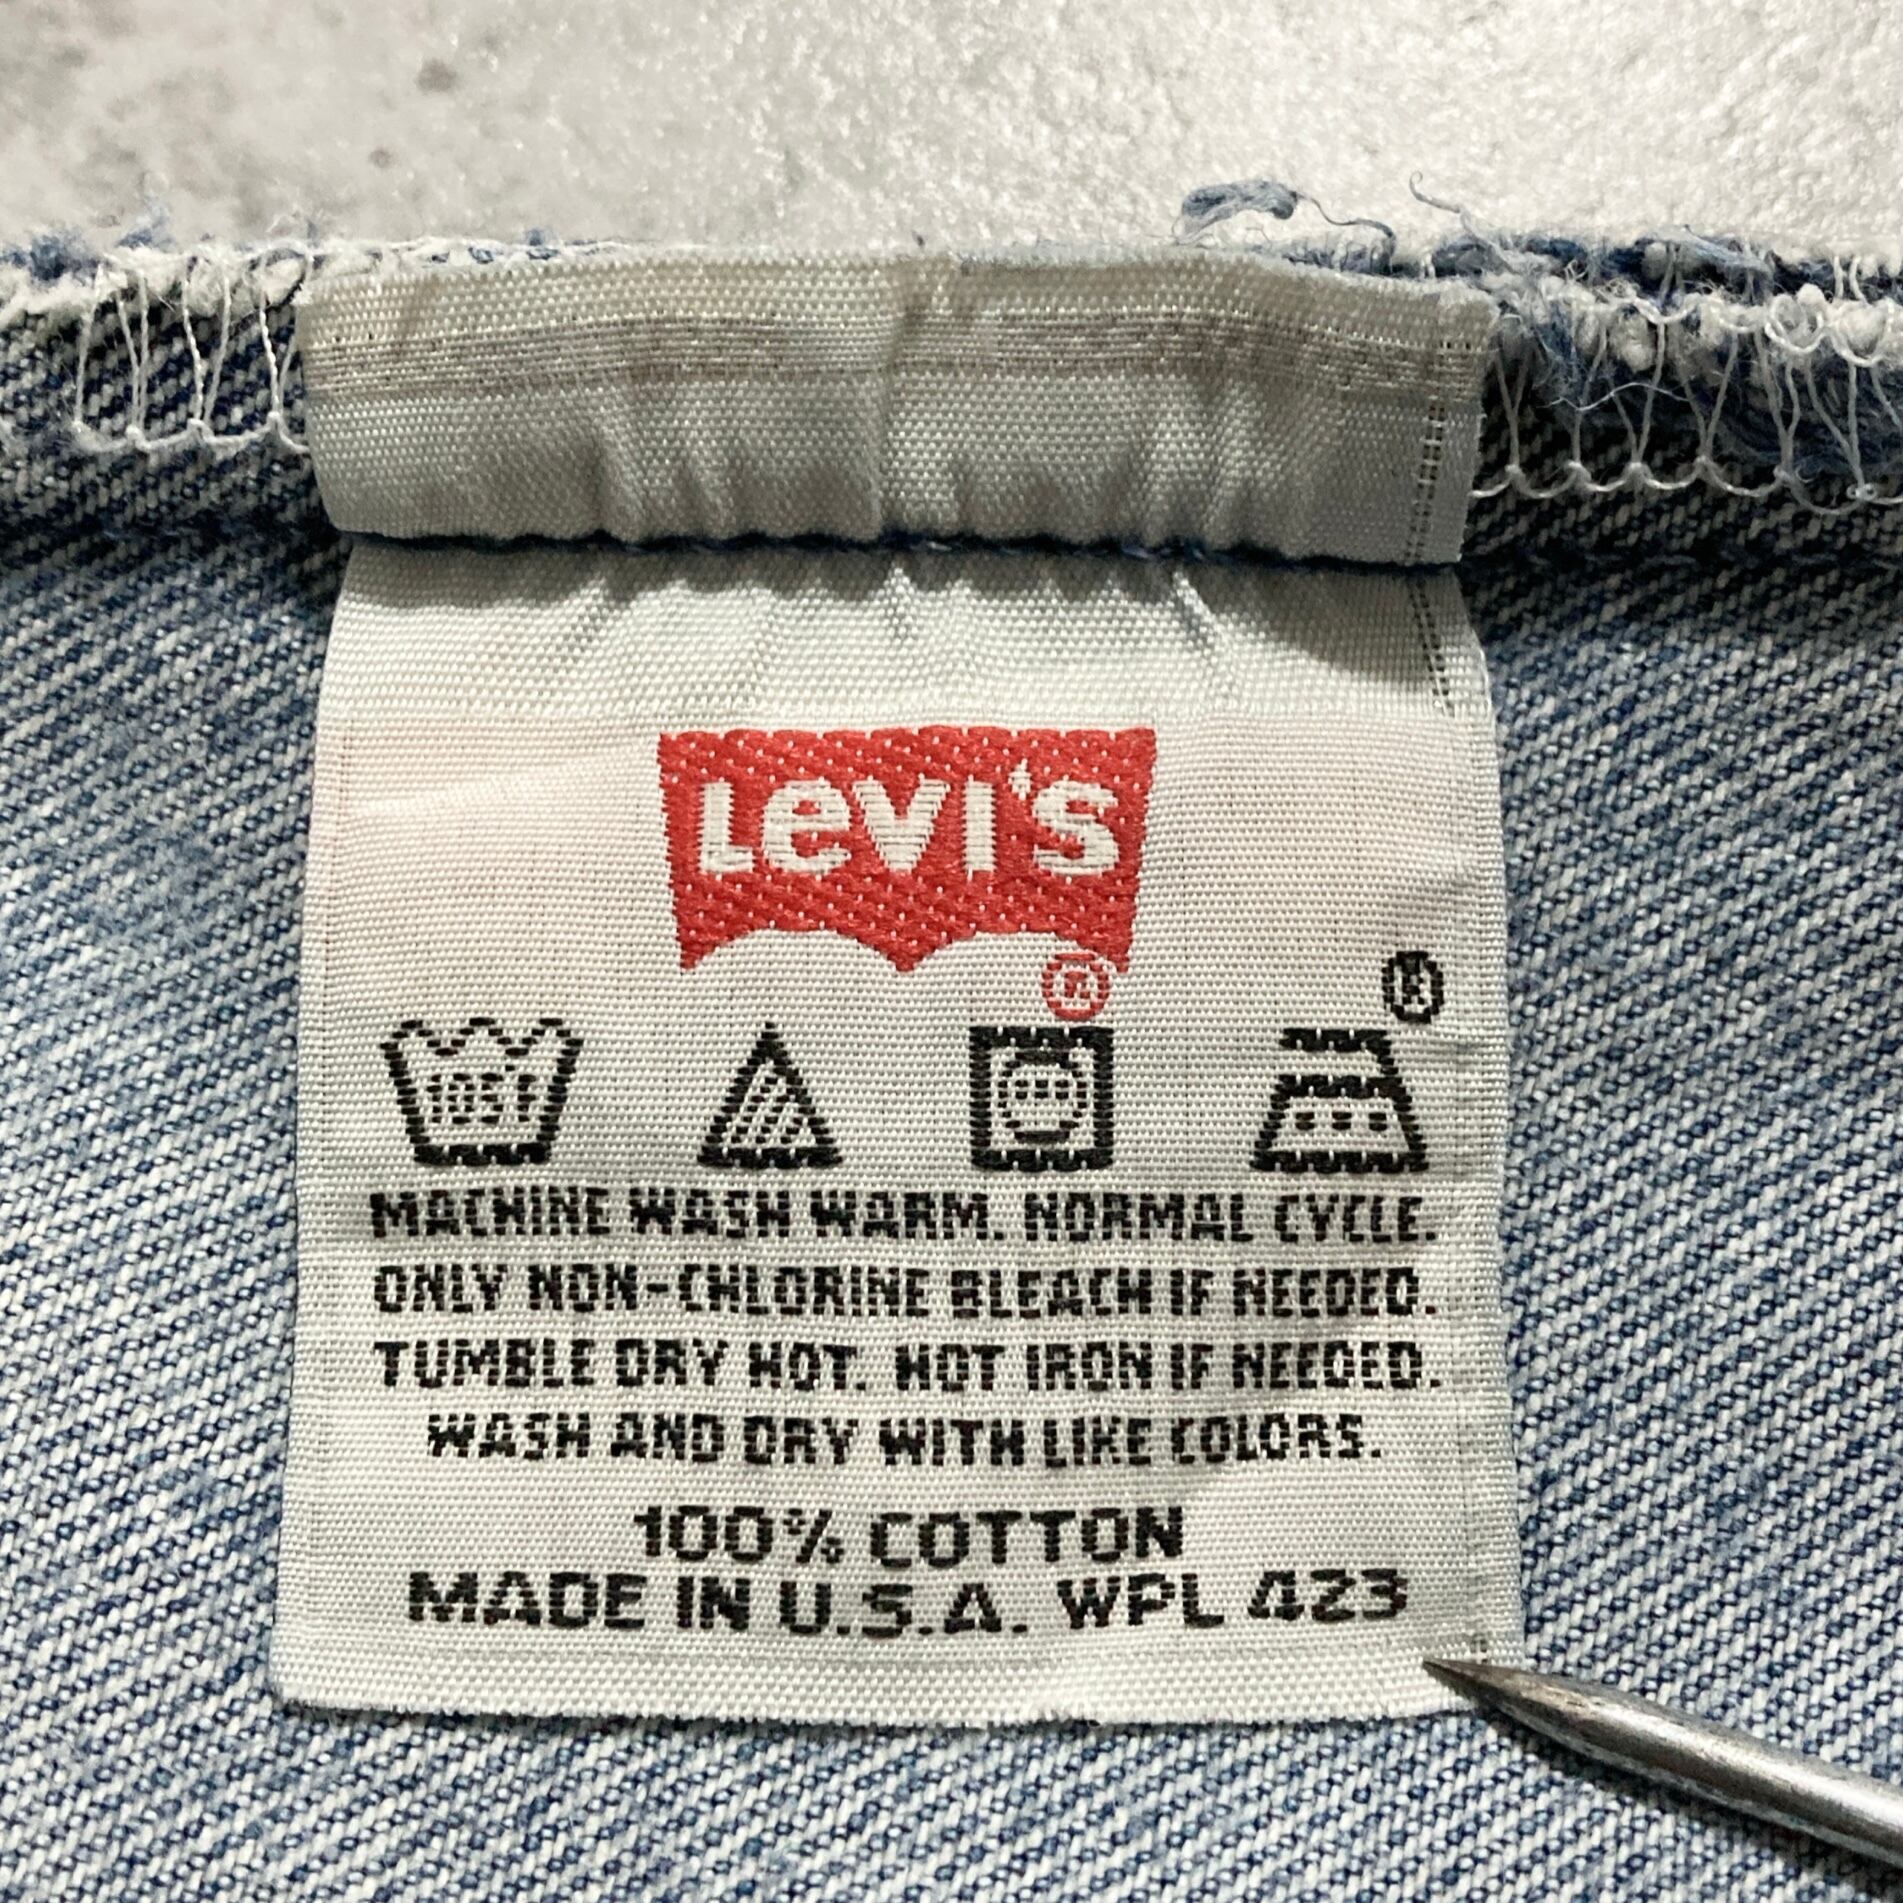 Levi's
®
®
105F
MACHINE WASH WARM. NORMAL CYCLE.
ONLY NON-CHLORINE BLEACH IF NEEDED.
TUMBLE DRY HOT. HOT IRON IF NEEDED.
WASH AND DRY WITH LIKE COLORS.
100% COTTON
MADE IN U.S.A. WPL 423